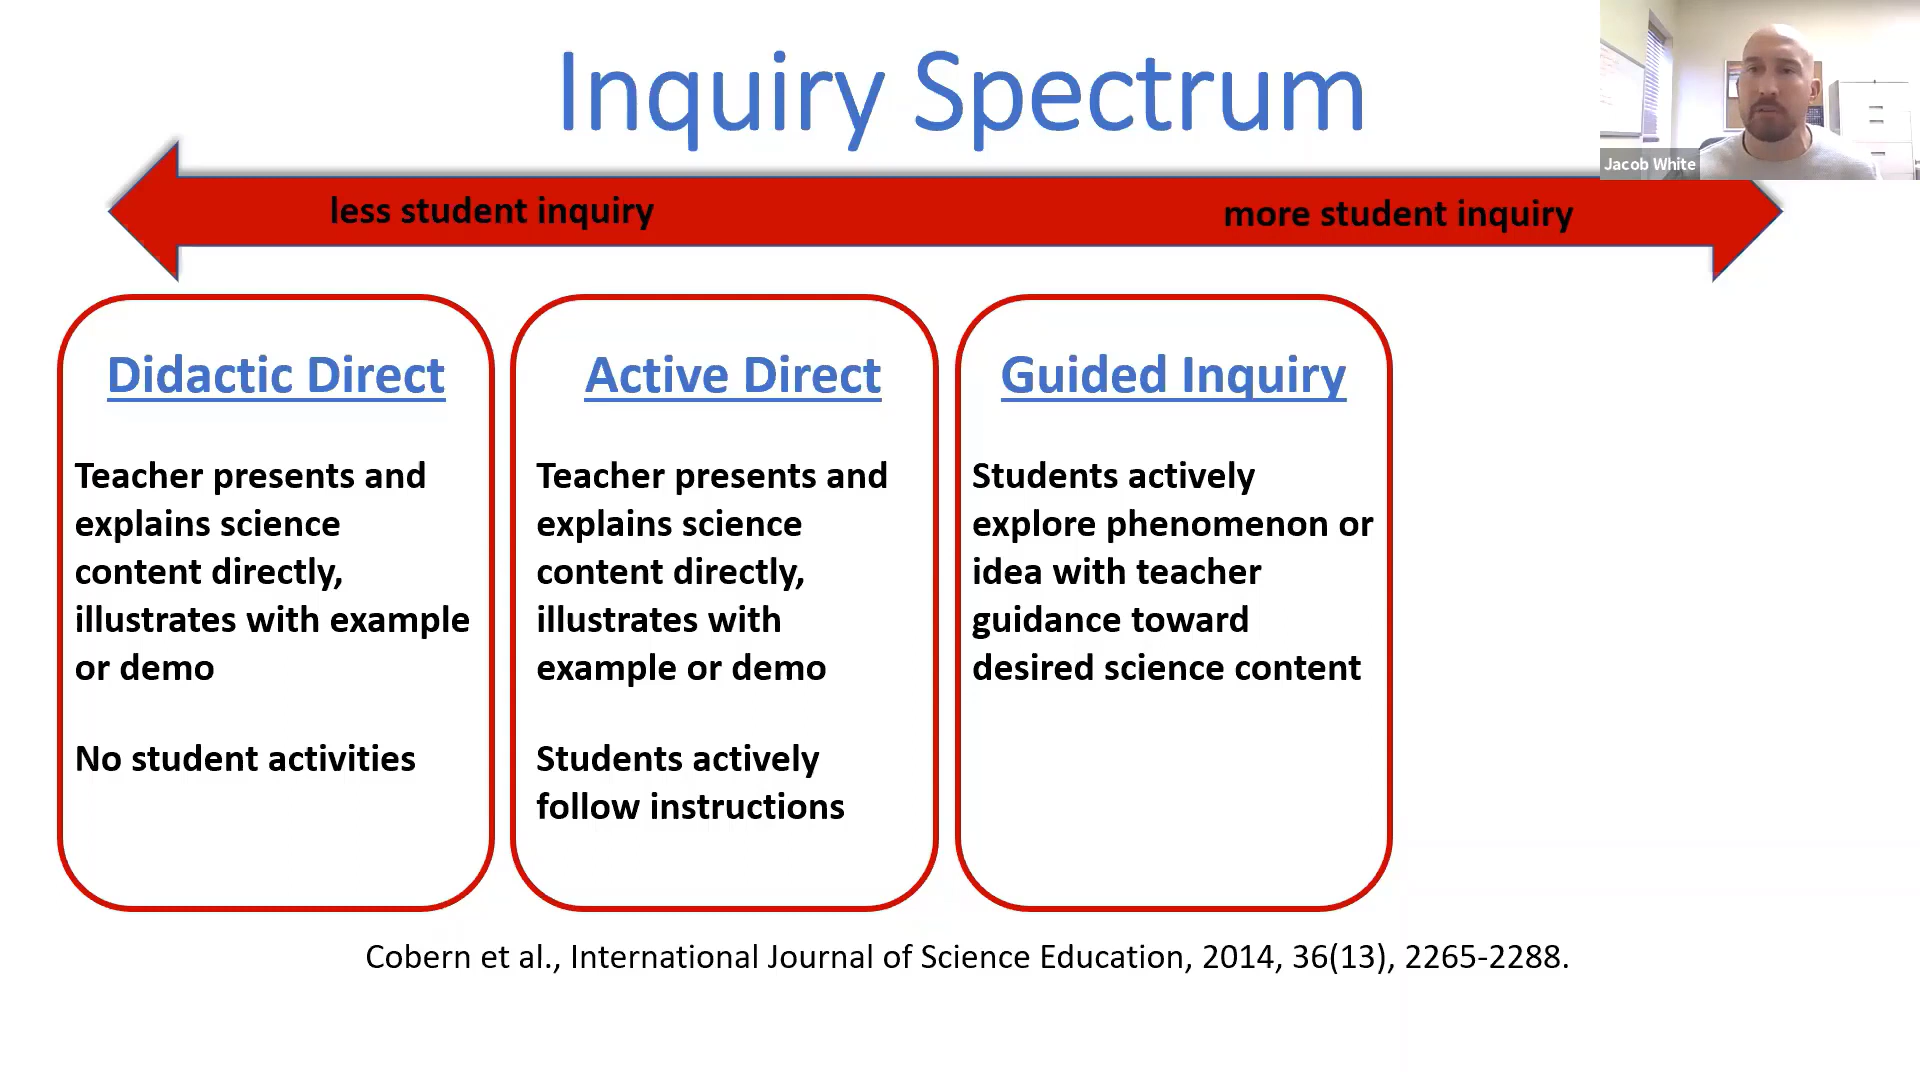 Inquiry Spectrum
Jacob White
less student inquiry
more student inquiry
Didactic Direct
Teacher presents and
explains science
content directly,
illustrates with example
or demo
No student activities
Active Direct
Teacher presents and
explains science
content directly,
illustrates with
example or demo
Students actively
follow instructions
Guided Inquiry
Students actively
explore phenomenon or
idea with teacher
guidance toward
desired science content
Cobern et al., International Journal of Science Education, 2014, 36(13), 2265-2288.